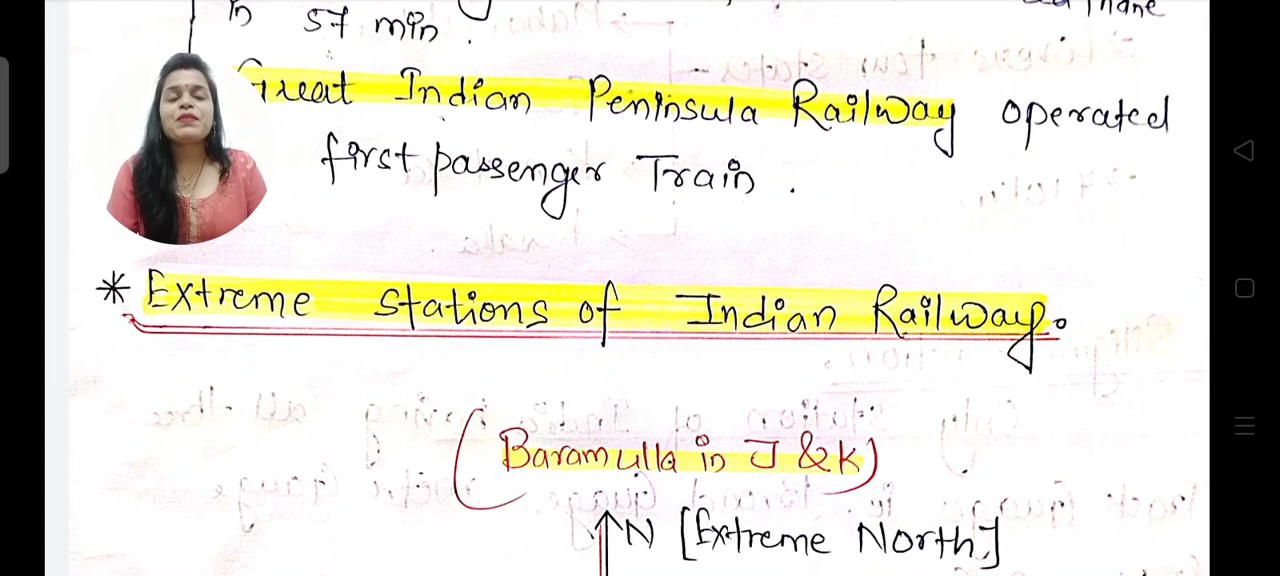 in 57 min.
Thane
Great Indian Peninsula Railway operated
first passenger Train.
* Extreme stations of Indian Railway.
(Baramulla in J & K)
N [Extreme North]